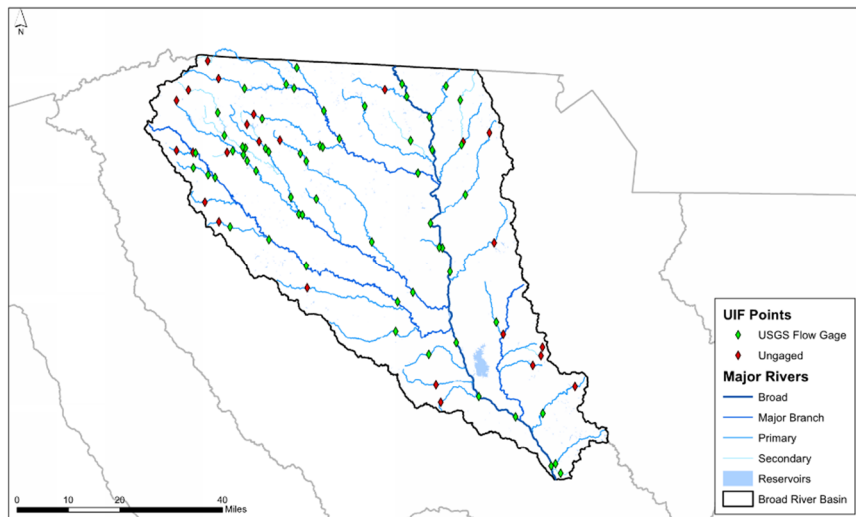 N
UIF Points
USGS Flow Gage
Ungaged
Major Rivers
Broad
Major Branch
Primary
Secondary
Reservoirs
Broad River Basin
0 10 20 40
Miles